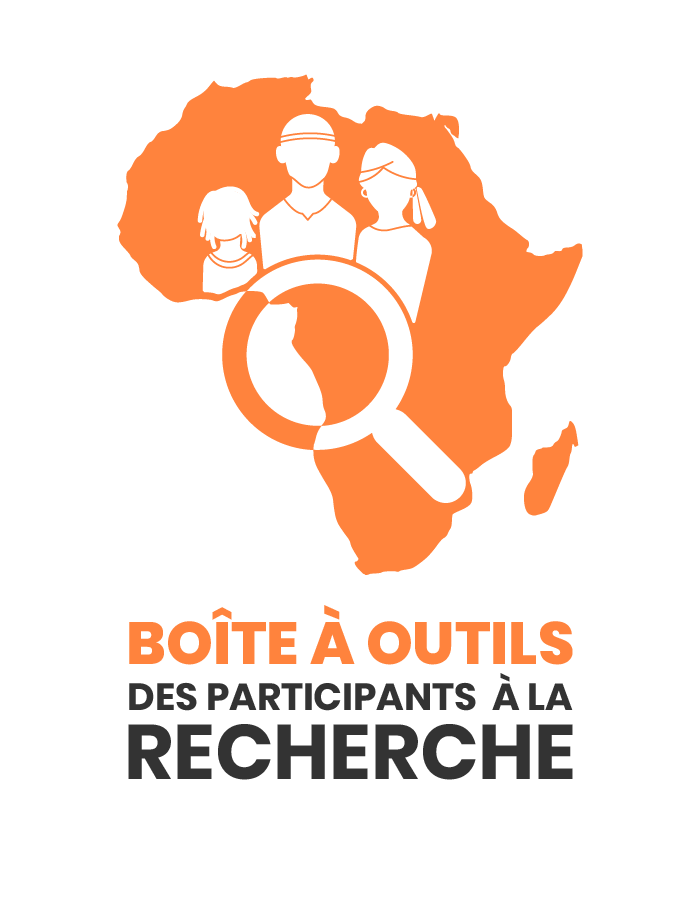 BOÎTE À OUTILS
DES PARTICIPANTS À LA
RECHERCHE